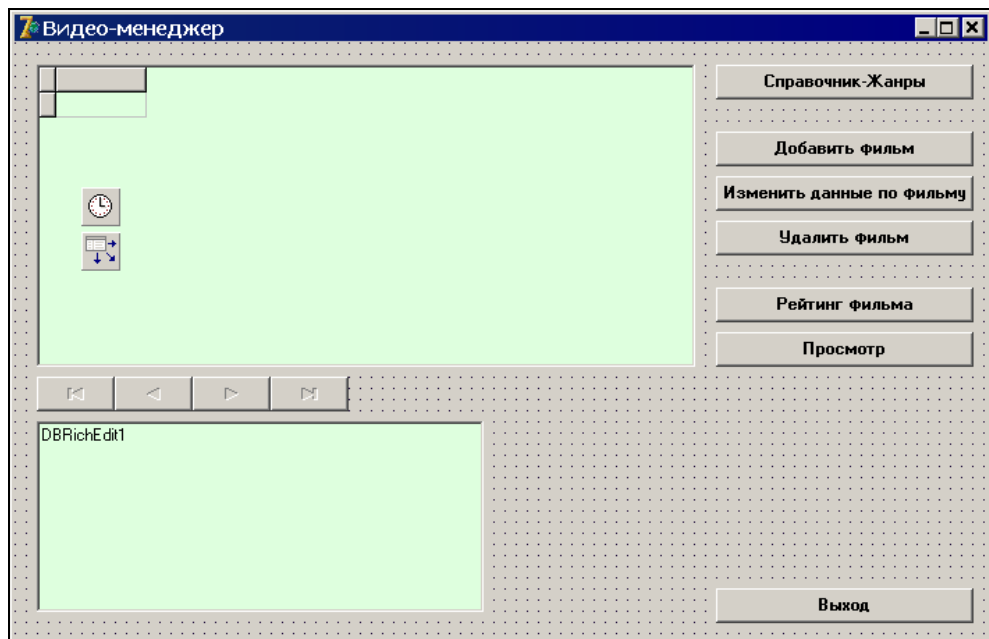 Видео-менеджер
Справочник-Жанры
Добавить фильм
Изменить данные по фильму
Удалить фильм
Рейтинг фильма
Просмотр
DBRichEdit1
Выход